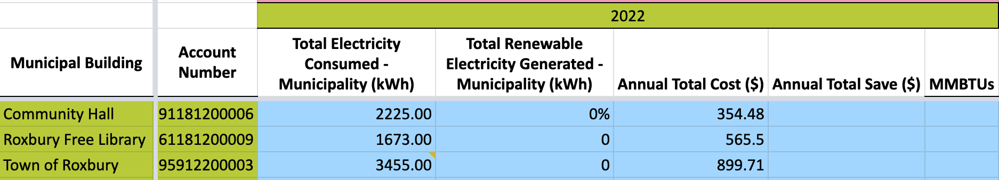 2022
Municipal Building
Account
Number
Total Electricity
Consumed -
Municipality (kWh)
Total Renewable
Electricity Generated -
Municipality (kWh)
Annual Total Cost ($)
Annual Total Save ($)
MMBTUs
Community Hall 91181200006 2225.00 0% 354.48
Roxbury Free Library 61181200009 1673.00 0 565.5
Town of Roxbury 95912200003 3455.00 0 899.71